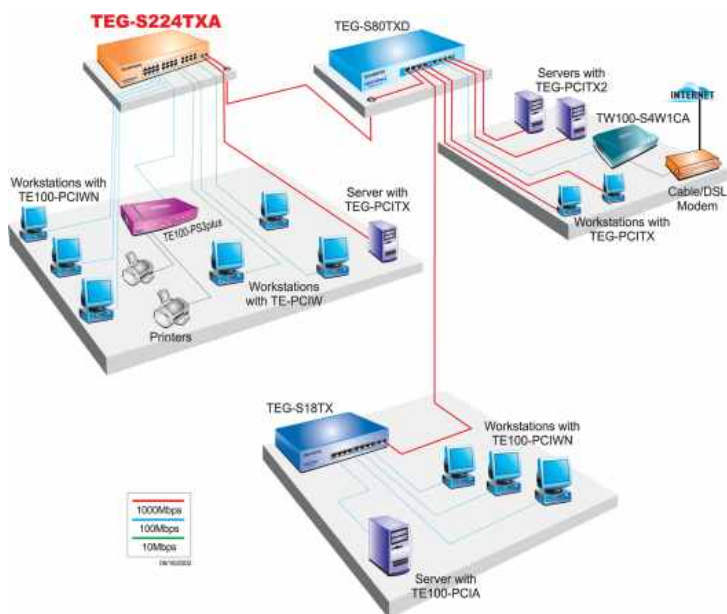 TEG-S224TXA
TEG-S80TXD
Servers with
TEG-PCITX2
INTERNET
TW100-S4W1CA
Cable/DSL
Modem
Workstations with
TEG-PCITX
Workstations with
TE100-PCIWN
TE100-PS3plus
Server with
TEG-PCITX
Workstations
with TE-PCIW
Printers
TEG-S18TX
Workstations with
TE100-PCIWN
Server with
TE100-PCIA
1000Mbps
100Mbps
10Mbps